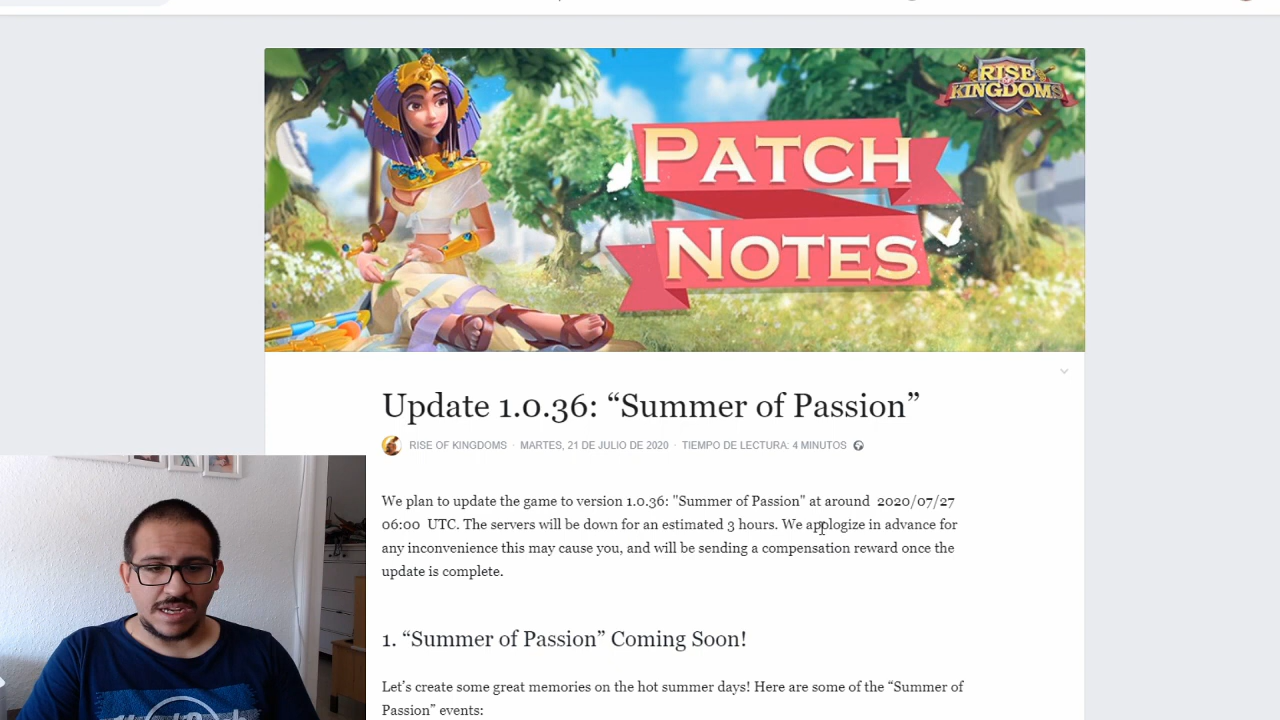 RISE
KINGDOMS
PATCH
NOTES
Update 1.0.36: “Summer of Passion”
RISE OF KINGDOMS · MARTES, 21 DE JULIO DE 2020 · TIEMPO DE LECTURA: 4 MINUTOS
We plan to update the game to version 1.0.36: "Summer of Passion" at around 2020/07/27
06:00 UTC. The servers will be down for an estimated 3 hours. We apologize in advance for
any inconvenience this may cause you, and will be sending a compensation reward once the
update is complete.
1. “Summer of Passion” Coming Soon!
Let’s create some great memories on the hot summer days! Here are some of the “Summer of
Passion” events: